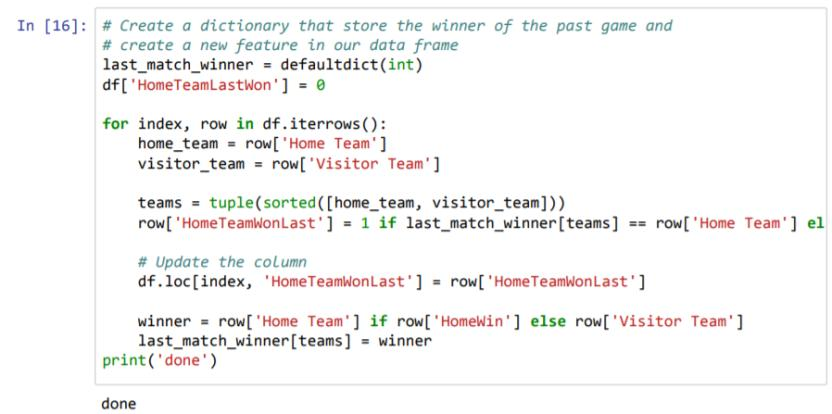 In [16]: # Create a dictionary that store the winner of the past game and
# create a new feature in our data frame
last_match_winner = defaultdict(int)
df['HomeTeamLastWon'] = 0
for index, row in df.iterrows():
home_team = row['Home Team']
visitor_team = row['Visitor Team']
teams = tuple(sorted([home_team, visitor_team]))
row['HomeTeamWonLast'] = 1 if last_match_winner[teams] == row['Home Team'] el
# Update the column
df.loc[index, 'HomeTeamWonLast'] = row['HomeTeamWonLast']
winner = row['Home Team'] if row['HomeWin'] else row['Visitor Team']
last_match_winner[teams] = winner
print('done')
done